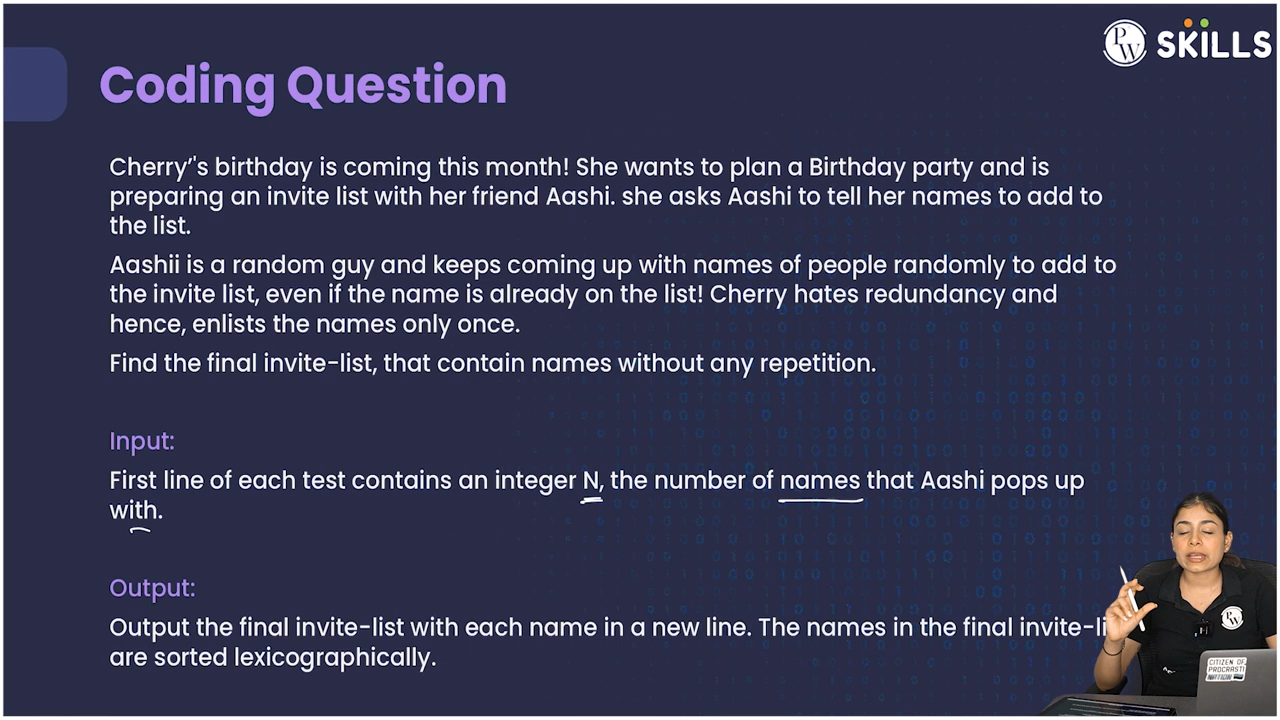 PW SKILLS
Coding Question
Cherry''s birthday is coming this month! She wants to plan a Birthday party and is
preparing an invite list with her friend Aashi. she asks Aashi to tell her names to add to
the list.
Aashii is a random guy and keeps coming up with names of people randomly to add to
the invite list, even if the name is already on the list! Cherry hates redundancy and
hence, enlists the names only once.
Find the final invite-list, that contain names without any repetition.
Input:
First line of each test contains an integer N, the number of names that Aashi pops up
with.
Output:
Output the final invite-list with each name in a new line. The names in the final
are sorted lexicographically.
PW
CITIZEN OF